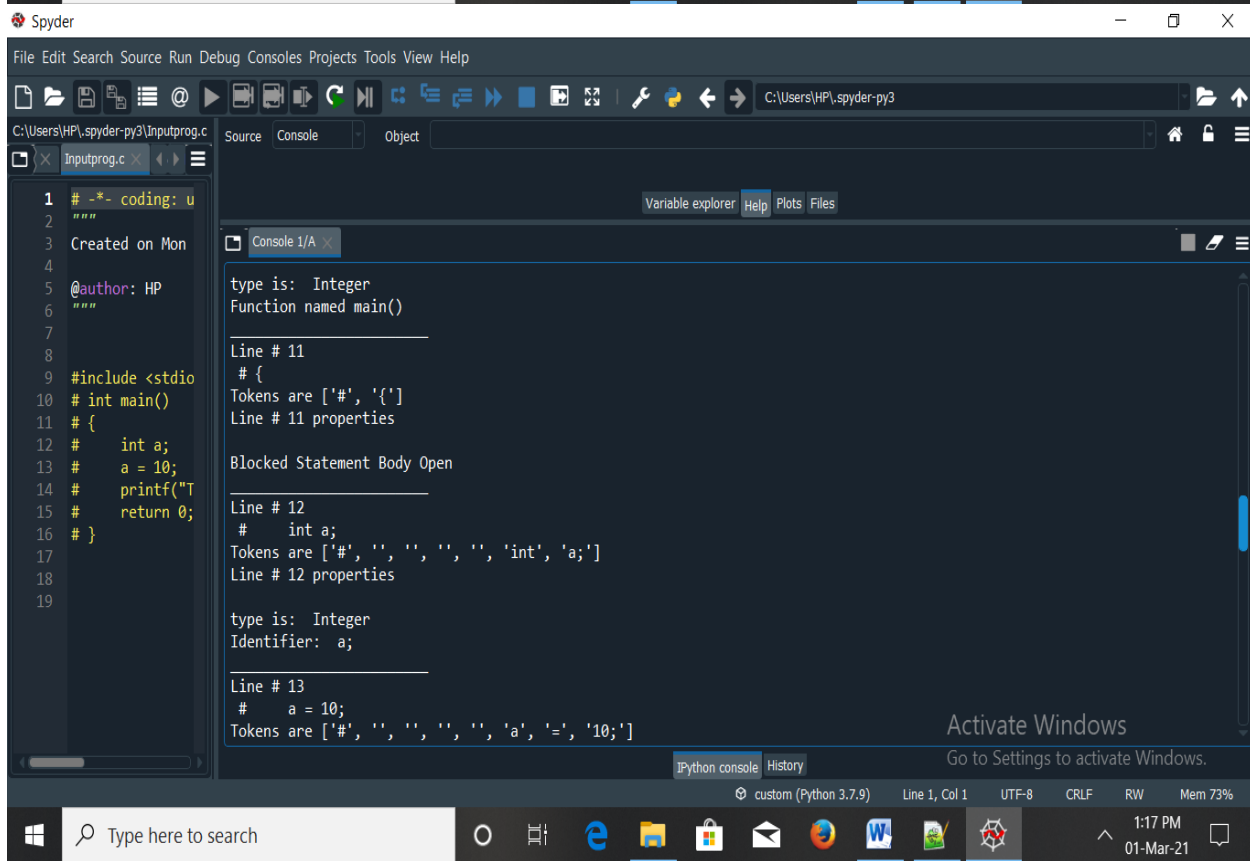 Spyder
File Edit Search Source Run Debug Consoles Projects Tools View Help
C:\Users\HP\.spyder-py3
C:\Users\HP\.spyder-py3\Inputprog.c
Source Console Object
Inputprog.c
Variable explorer Help Plots Files
1 # -*- coding: u
2 """
3 Created on Mon
4
5 @author: HP
6 """
7
8
9 #include <stdio
10 # int main()
11 # {
12 #     int a;
13 #     a = 10;
14 #     printf("T
15 #     return 0;
16 # }
17
18
19
Console 1/A
type is:  Integer
Function named main()
______________________
Line # 11
 # {
Tokens are ['#', '{']
Line # 11 properties
Blocked Statement Body Open
______________________
Line # 12
 #    int a;
Tokens are ['#', '', '', '', '', 'int', 'a;']
Line # 12 properties
type is:  Integer
Identifier:  a;
______________________
Line # 13
 #    a = 10;
Tokens are ['#', '', '', '', '', 'a', '=', '10;']
Activate Windows
Go to Settings to activate Windows.
IPython console History
custom (Python 3.7.9) Line 1, Col 1 UTF-8 CRLF RW Mem 73%
Type here to search
1:17 PM
01-Mar-21